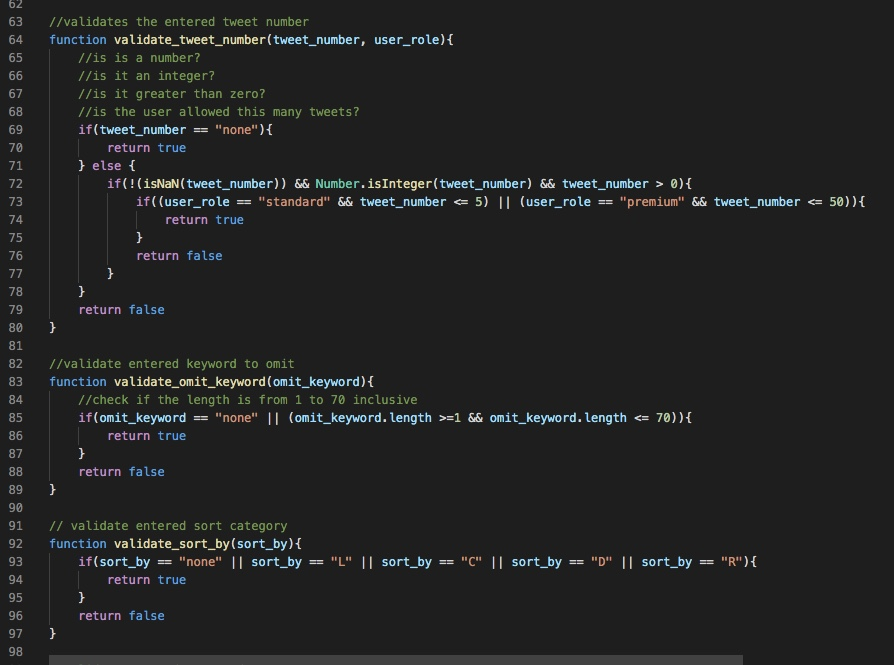 62
63 //validates the entered tweet number
64 function validate_tweet_number(tweet_number, user_role){
65     //is is a number?
66     //is it an integer?
67     //is it greater than zero?
68     //is the user allowed this many tweets?
69     if(tweet_number == "none"){
70         return true
71     } else {
72         if(!(isNaN(tweet_number)) && Number.isInteger(tweet_number) && tweet_number > 0){
73             if((user_role == "standard" && tweet_number <= 5) || (user_role == "premium" && tweet_number <= 50)){
74                 return true
75             }
76             return false
77         }
78     }
79     return false
80 }
81
82 //validate entered keyword to omit
83 function validate_omit_keyword(omit_keyword){
84     //check if the length is from 1 to 70 inclusive
85     if(omit_keyword == "none" || (omit_keyword.length >=1 && omit_keyword.length <= 70)){
86         return true
87     }
88     return false
89 }
90
91 // validate entered sort category
92 function validate_sort_by(sort_by){
93     if(sort_by == "none" || sort_by == "L" || sort_by == "C" || sort_by == "D" || sort_by == "R"){
94         return true
95     }
96     return false
97 }
98